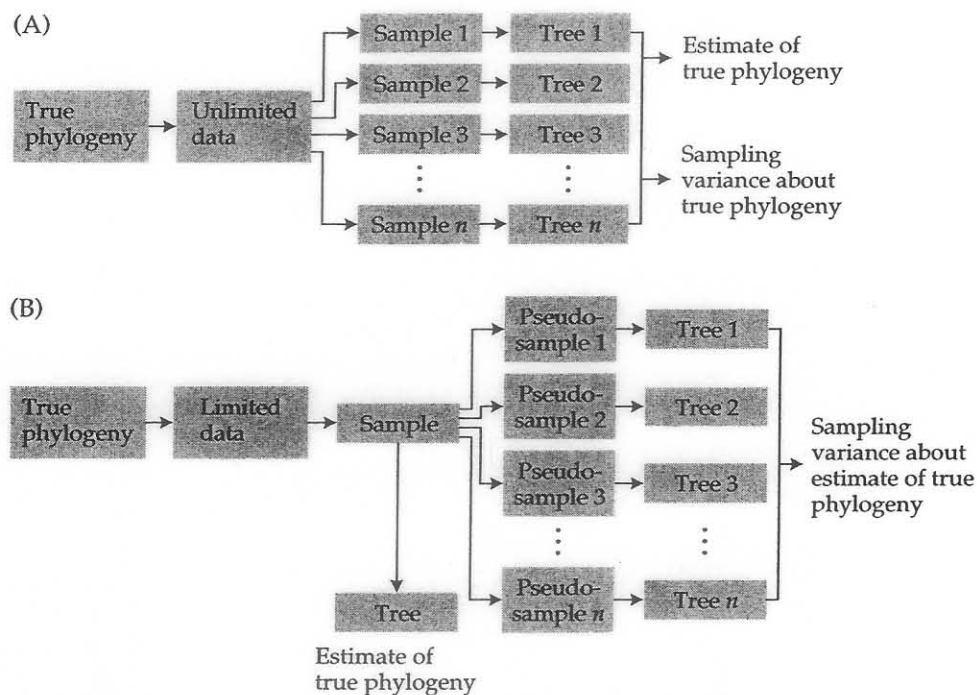 (A)
True
phylogeny
Unlimited
data
Sample 1
Tree 1
Sample 2
Tree 2
Sample 3
Tree 3
Sample n
Tree n
Estimate of
true phylogeny
Sampling
variance about
true phylogeny
(B)
True
phylogeny
Limited
data
Sample
Tree
Estimate of
true phylogeny
Pseudo-
sample 1
Tree 1
Pseudo-
sample 2
Tree 2
Pseudo-
sample 3
Tree 3
Pseudo-
sample n
Tree n
Sampling
variance about
estimate of true
phylogeny